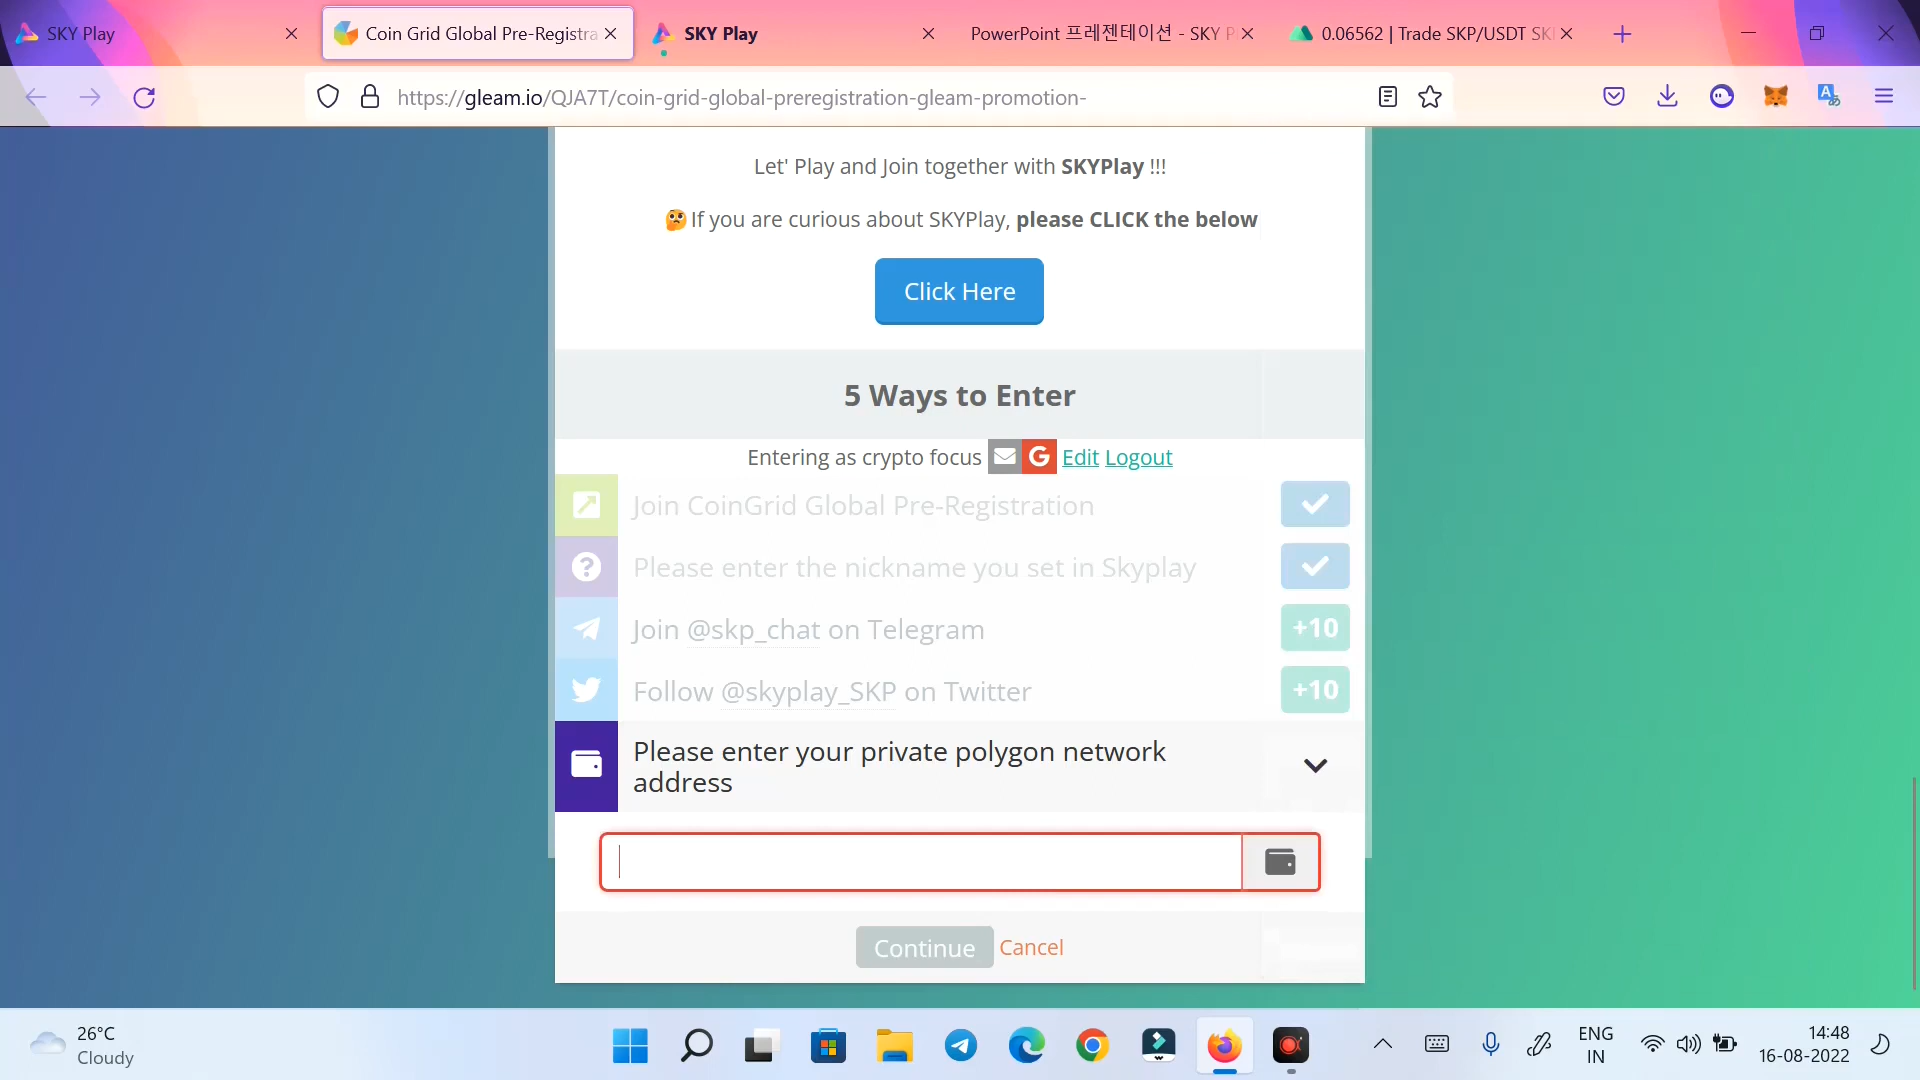 SKY Play
Coin Grid Global Pre-Registra
SKY Play
PowerPoint 프레젠테이션 - SKY P
0.06562 | Trade SKP/USDT SK
https://gleam.io/QJA7T/coin-grid-global-preregistration-gleam-promotion-
Let' Play and Join together with SKYPlay !!!
🤔If you are curious about SKYPlay, please CLICK the below
Click Here
5 Ways to Enter
Entering as crypto focus G Edit Logout
Join CoinGrid Global Pre-Registration
Please enter the nickname you set in Skyplay
Join @skp_chat on Telegram
+10
Follow @skyplay_SKP on Twitter
+10
Please enter your private polygon network
address
Continue Cancel
26°C
Cloudy
ENG
IN
14:48
16-08-2022